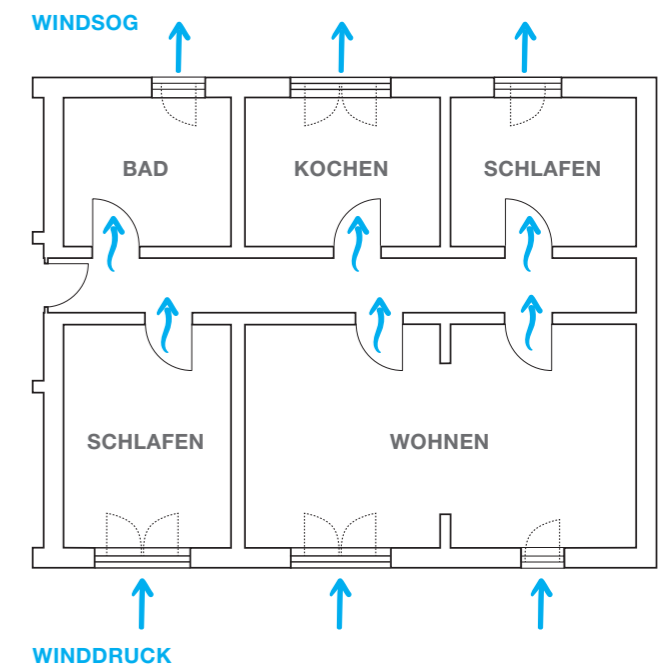 WINDSOG
BAD
KOCHEN
SCHLAFEN
SCHLAFEN
WOHNEN
WINDDRUCK